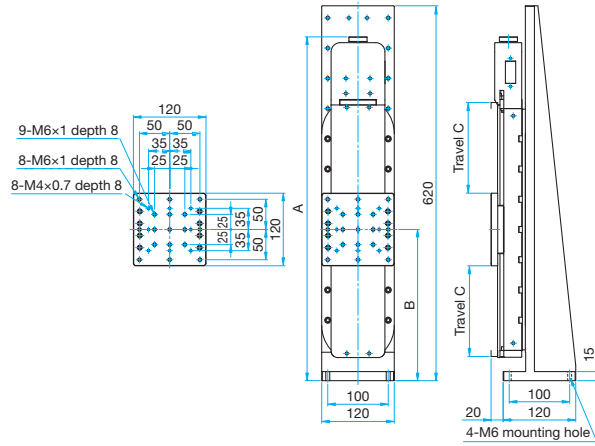 120
50 50
35 35
25 25
9-M6×1 depth 8
8-M6×1 depth 8
8-M4×0.7 depth 8
25 25
35 35
50 50
120
A
B
620
100
120
Travel C
Travel C
15
100
20 120
4-M6 mounting hole